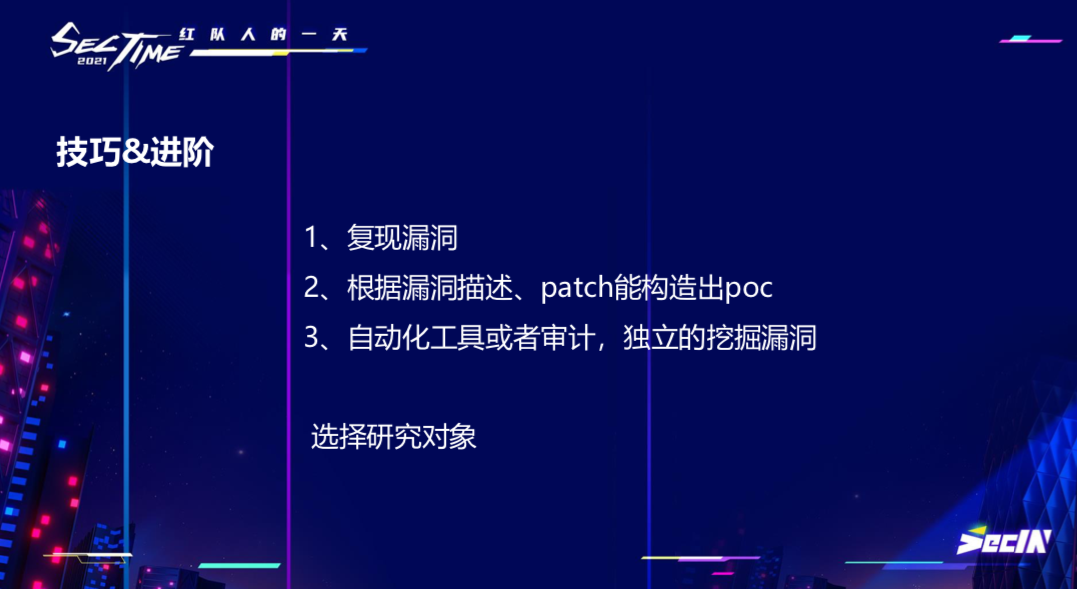 SECTIME 红队人的一天
2021
技巧&进阶
1、复现漏洞
2、根据漏洞描述、patch能构造出poc
3、自动化工具或者审计，独立的挖掘漏洞
选择研究对象
SecIN